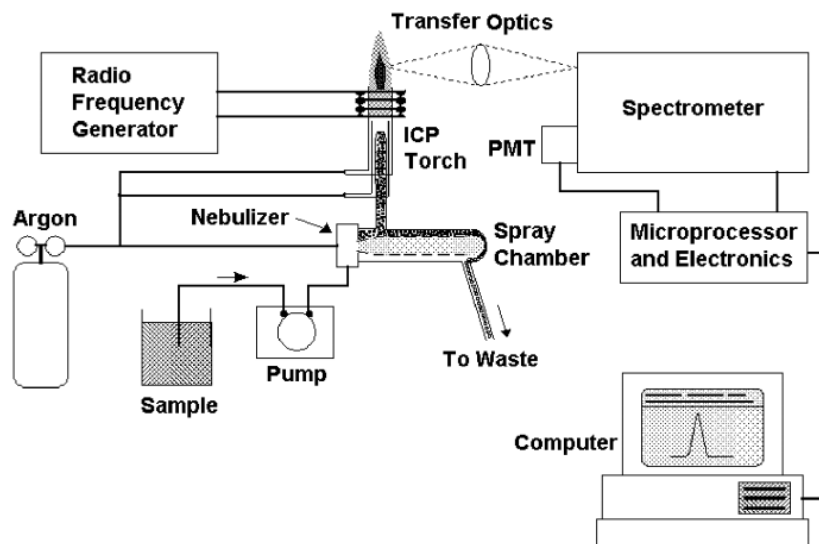 Transfer Optics
Radio
Frequency
Generator
Spectrometer
ICP
Torch
PMT
Argon
Nebulizer
Spray
Chamber
Microprocessor
and Electronics
To Waste
Pump
Sample
Computer